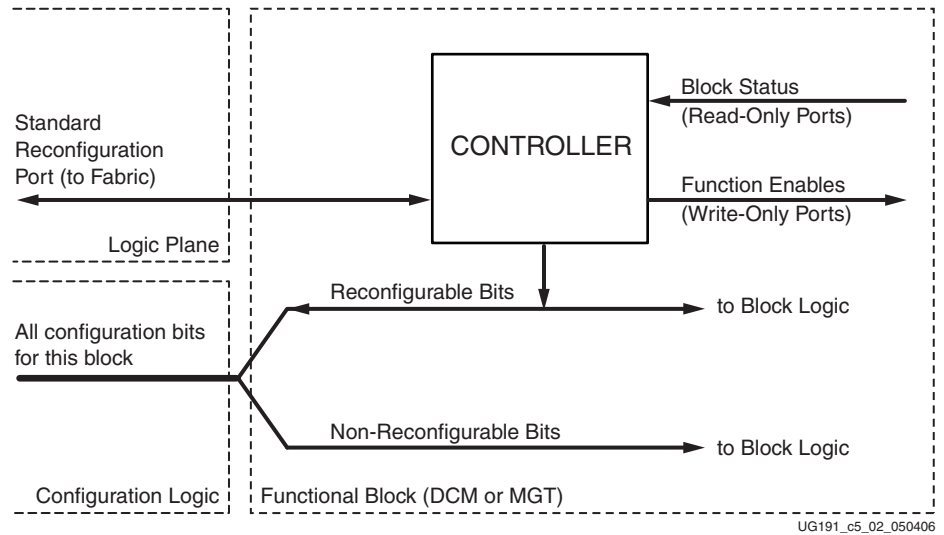 Block Status
(Read-Only Ports)
Standard
Reconfiguration
Port (to Fabric)
CONTROLLER
Function Enables
(Write-Only Ports)
Logic Plane
Reconfigurable Bits
to Block Logic
All configuration bits
for this block
Non-Reconfigurable Bits
to Block Logic
Configuration Logic
Functional Block (DCM or MGT)
UG191_c5_02_050406